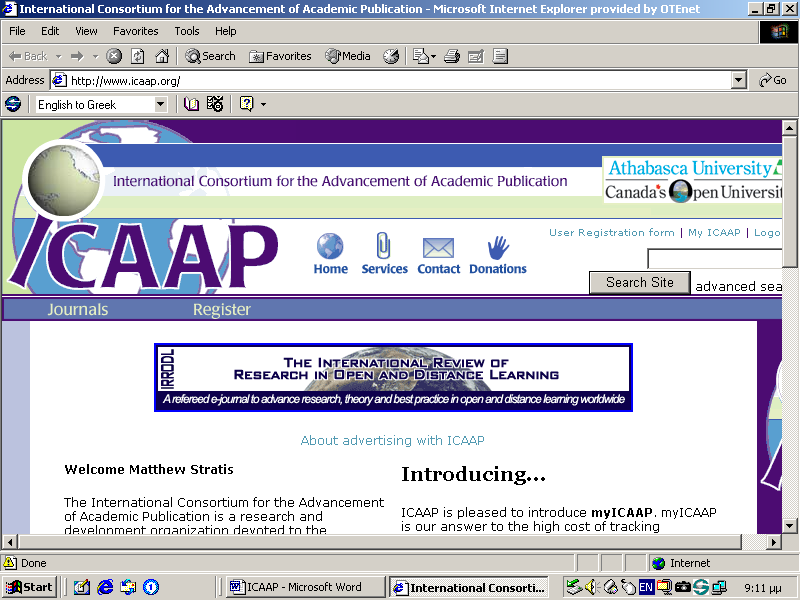 International Consortium for the Advancement of Academic Publication - Microsoft Internet Explorer provided by OTEnet
File Edit View Favorites Tools Help
Back Search Favorites Media
Address http://www.icaap.org/ Go
English to Greek
International Consortium for the Advancement of Academic Publication
Athabasca University
Canada's Open Universit
ICAAP
User Registration form | My ICAAP | Logo
Home Services Contact Donations
Search Site advanced sea
Journals Register
IRRODL
The International Review of
Research in Open and Distance Learning
A refereed e-journal to advance research, theory and best practice in open and distance learning worldwide
About advertising with ICAAP
Welcome Matthew Stratis
The International Consortium for the Advancement
of Academic Publication is a research and
development organization devoted to the
Introducing...
ICAAP is pleased to introduce myICAAP. myICAAP
is our answer to the high cost of tracking
Done Internet
Start ICAAP - Microsoft Word International Consorti... EN 9:11 μμ